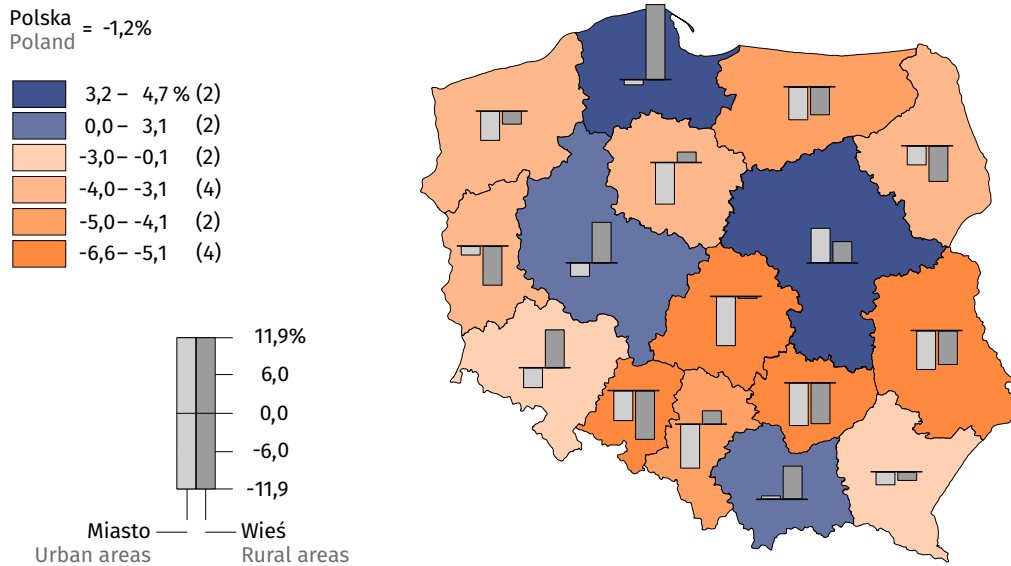 Polska
Poland
= -1,2%
3,2 – 4,7 % (2)
0,0 – 3,1 (2)
-3,0 – -0,1 (2)
-4,0 – -3,1 (4)
-5,0 – -4,1 (2)
-6,6 – -5,1 (4)
11,9%
6,0
0,0
-6,0
-11,9
Miasto Wieś
Urban areas Rural areas